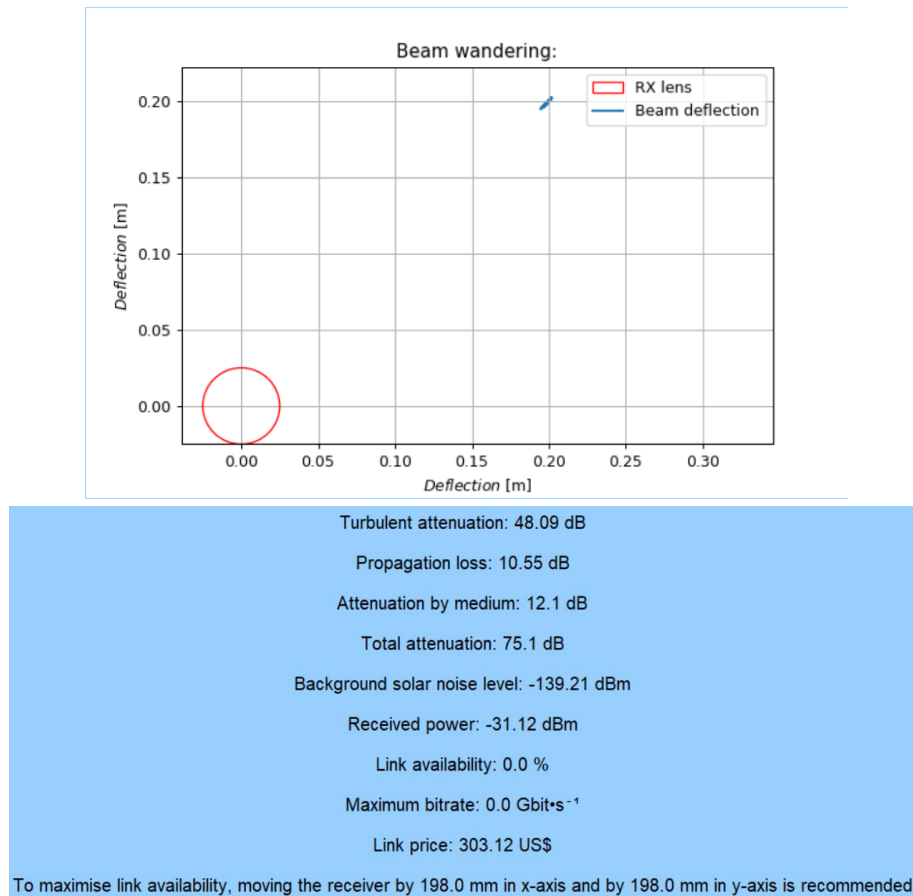 Beam wandering:
RX lens
Beam deflection
Deflection [m]
0.20
0.15
0.10
0.05
0.00
0.00 0.05 0.10 0.15 0.20 0.25 0.30
Deflection [m]
Turbulent attenuation: 48.09 dB
Propagation loss: 10.55 dB
Attenuation by medium: 12.1 dB
Total attenuation: 75.1 dB
Background solar noise level: -139.21 dBm
Received power: -31.12 dBm
Link availability: 0.0 %
Maximum bitrate: 0.0 Gbit•s⁻¹
Link price: 303.12 US$
To maximise link availability, moving the receiver by 198.0 mm in x-axis and by 198.0 mm in y-axis is recommended